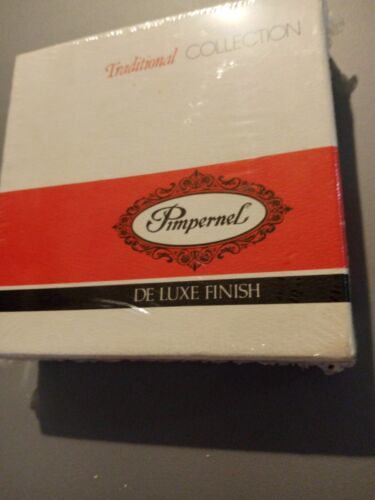 Traditional COLLECTION
Pimpernel
DE LUXE FINISH